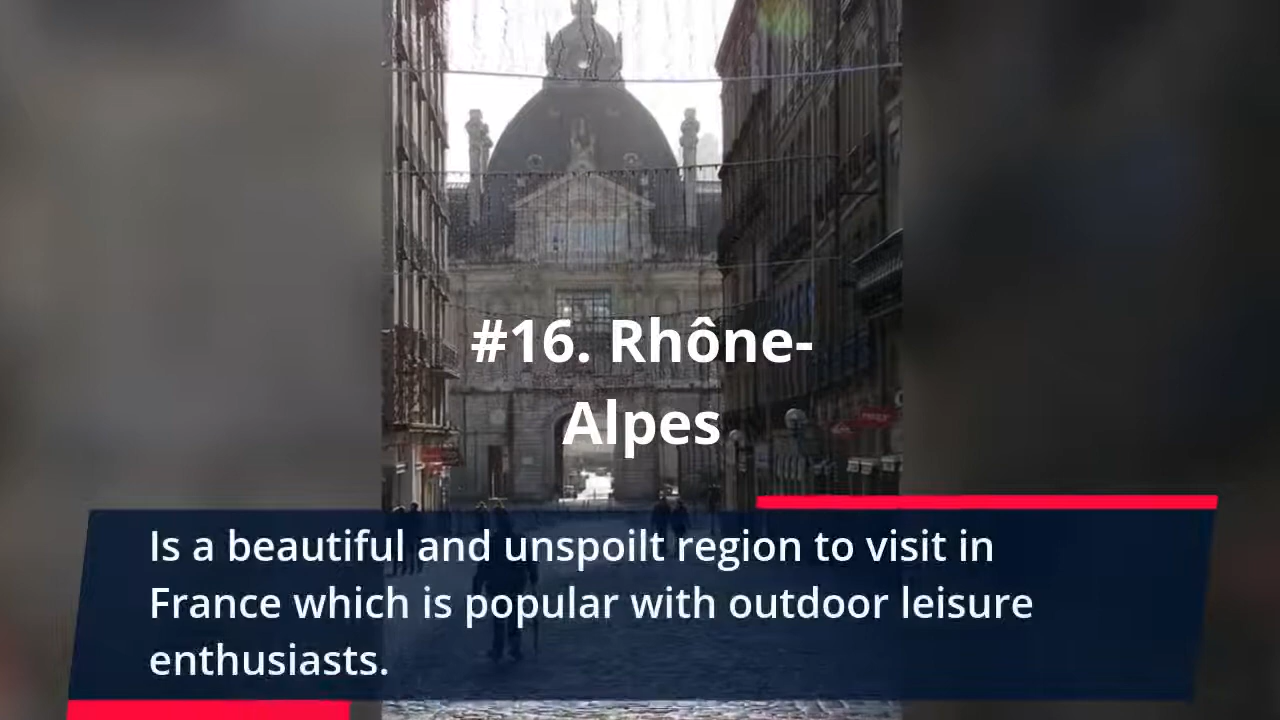 #16. Rhône-
Alpes
Is a beautiful and unspoilt region to visit in
France which is popular with outdoor leisure
enthusiasts.